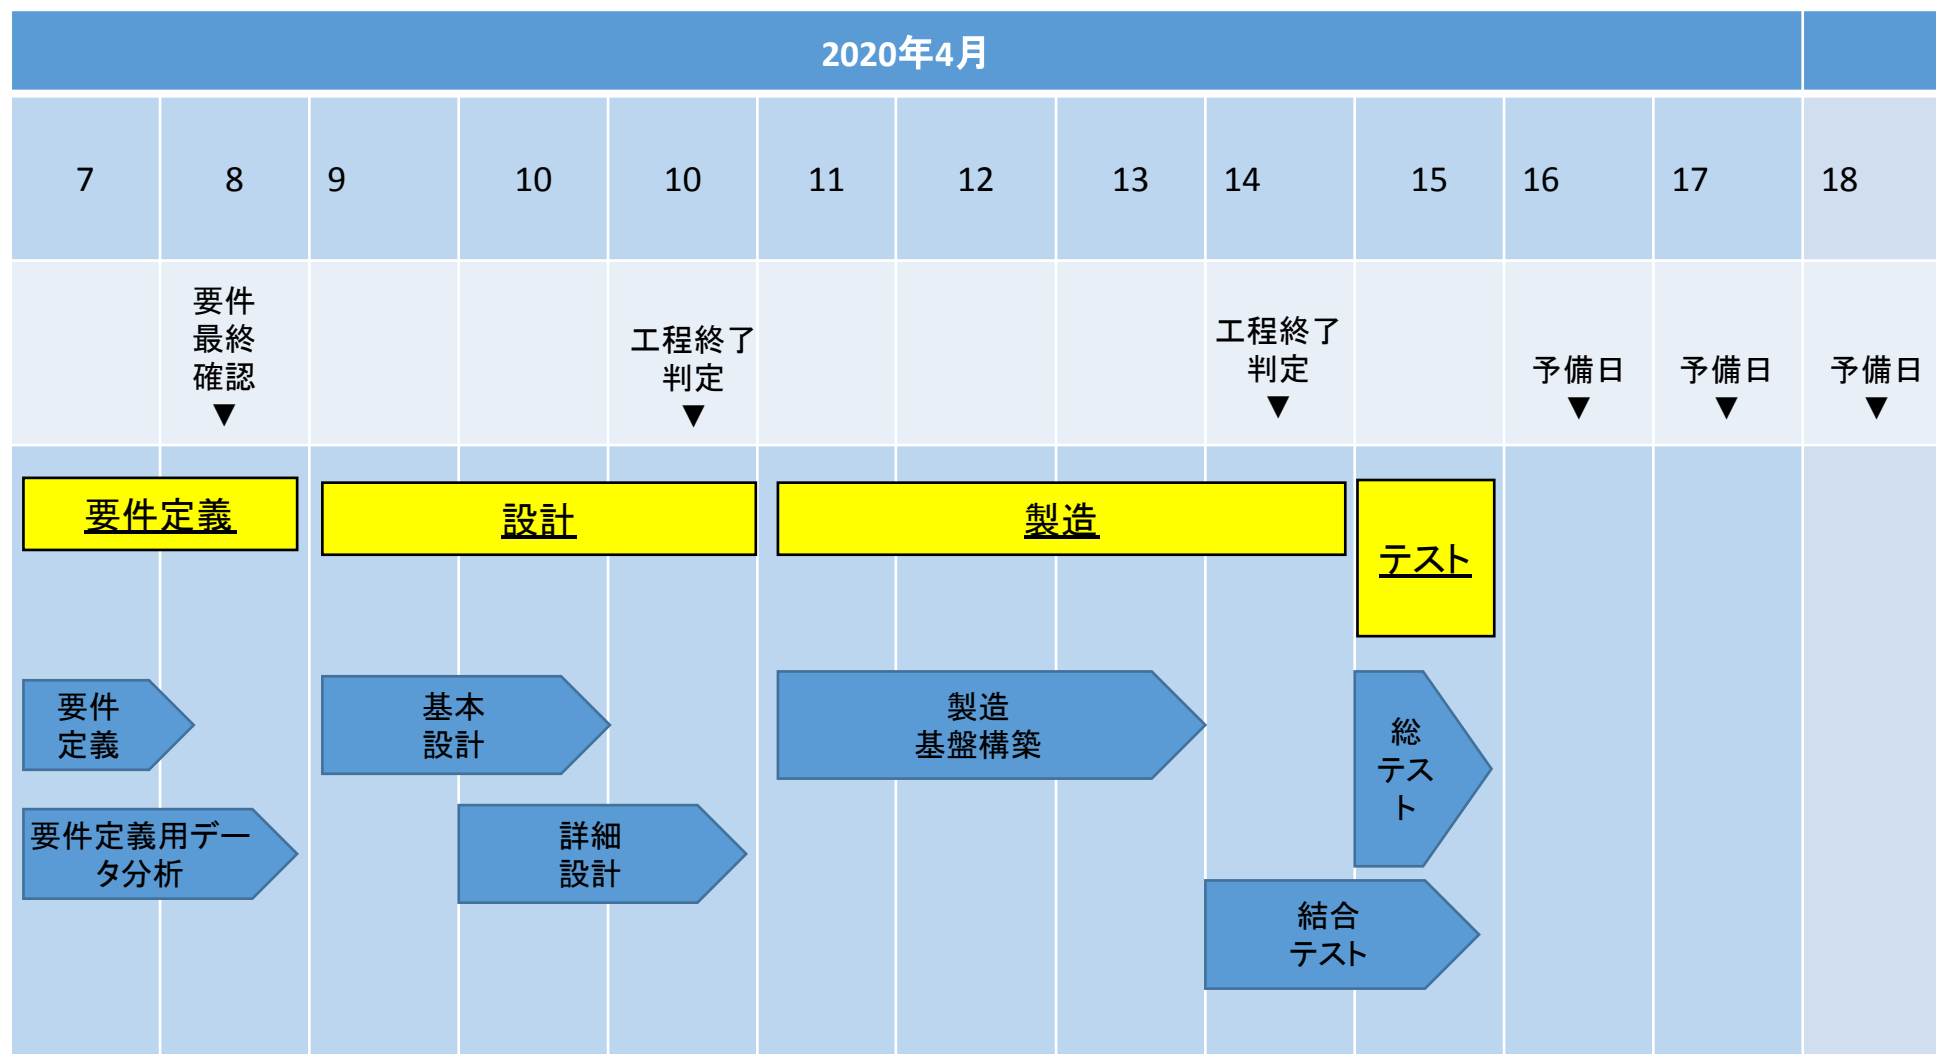 2020年4月
7 8 9 10 10 11 12 13 14 15 16 17 18
要件
最終
確認
▼
工程終了
判定
▼
工程終了
判定
▼
予備日
▼
予備日
▼
予備日
▼
要件定義
設計
製造
テスト
要件
定義
基本
設計
製造
基盤構築
総
テス
ト
要件定義用デー
タ分析
詳細
設計
結合
テスト